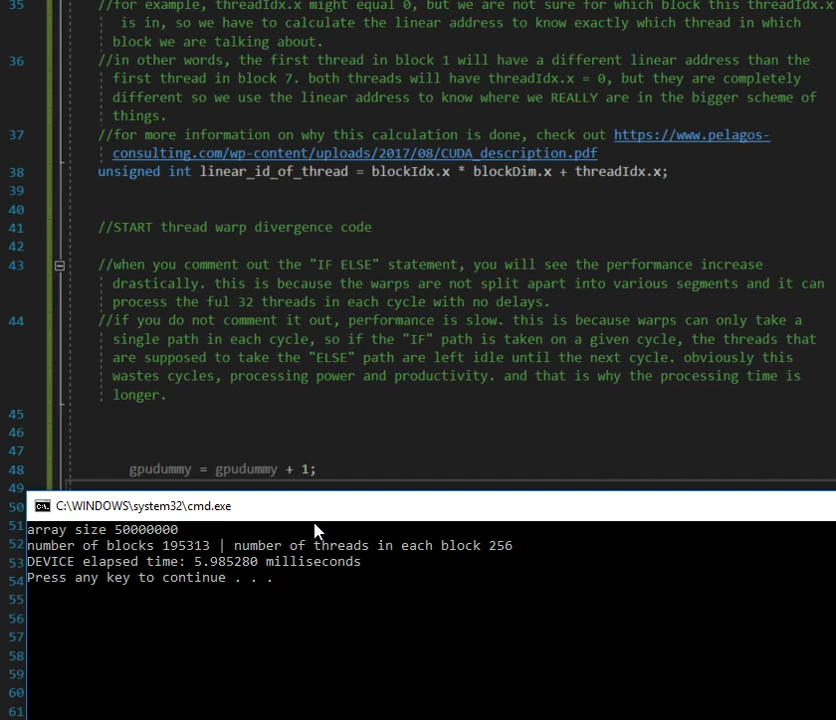 35 //for example, threadIdx.x might equal 0, but we are not sure for which block this threadIdx.x
is in, so we have to calculate the linear address to know exactly which thread in which
block we are talking about.
36 //in other words, the first thread in block 1 will have a different linear address than the
first thread in block 7. both threads will have threadIdx.x = 0, but they are completely
different so we use the linear address to know where we REALLY are in the bigger scheme of
things.
37 //for more information on why this calculation is done, check out https://www.pelagos-
consulting.com/wp-content/uploads/2017/08/CUDA_description.pdf
38 unsigned int linear_id_of_thread = blockIdx.x * blockDim.x + threadIdx.x;
39
40
41 //START thread warp divergence code
42
43 //when you comment out the "IF ELSE" statement, you will see the performance increase
drastically. this is because the warps are not split apart into various segments and it can
process the ful 32 threads in each cycle with no delays.
44 //if you do not comment it out, performance is slow. this is because warps can only take a
single path in each cycle, so if the "IF" path is taken on a given cycle, the threads that
are supposed to take the "ELSE" path are left idle until the next cycle. obviously this
wastes cycles, processing power and productivity. and that is why the processing time is
longer.
45
46
47
48 gpudummy = gpudummy + 1;
49
50 C:\WINDOWS\system32\cmd.exe
51 array size 50000000
52 number of blocks 195313 | number of threads in each block 256
53 DEVICE elapsed time: 5.985280 milliseconds
54 Press any key to continue . . .
55
56
57
58
59
60
61